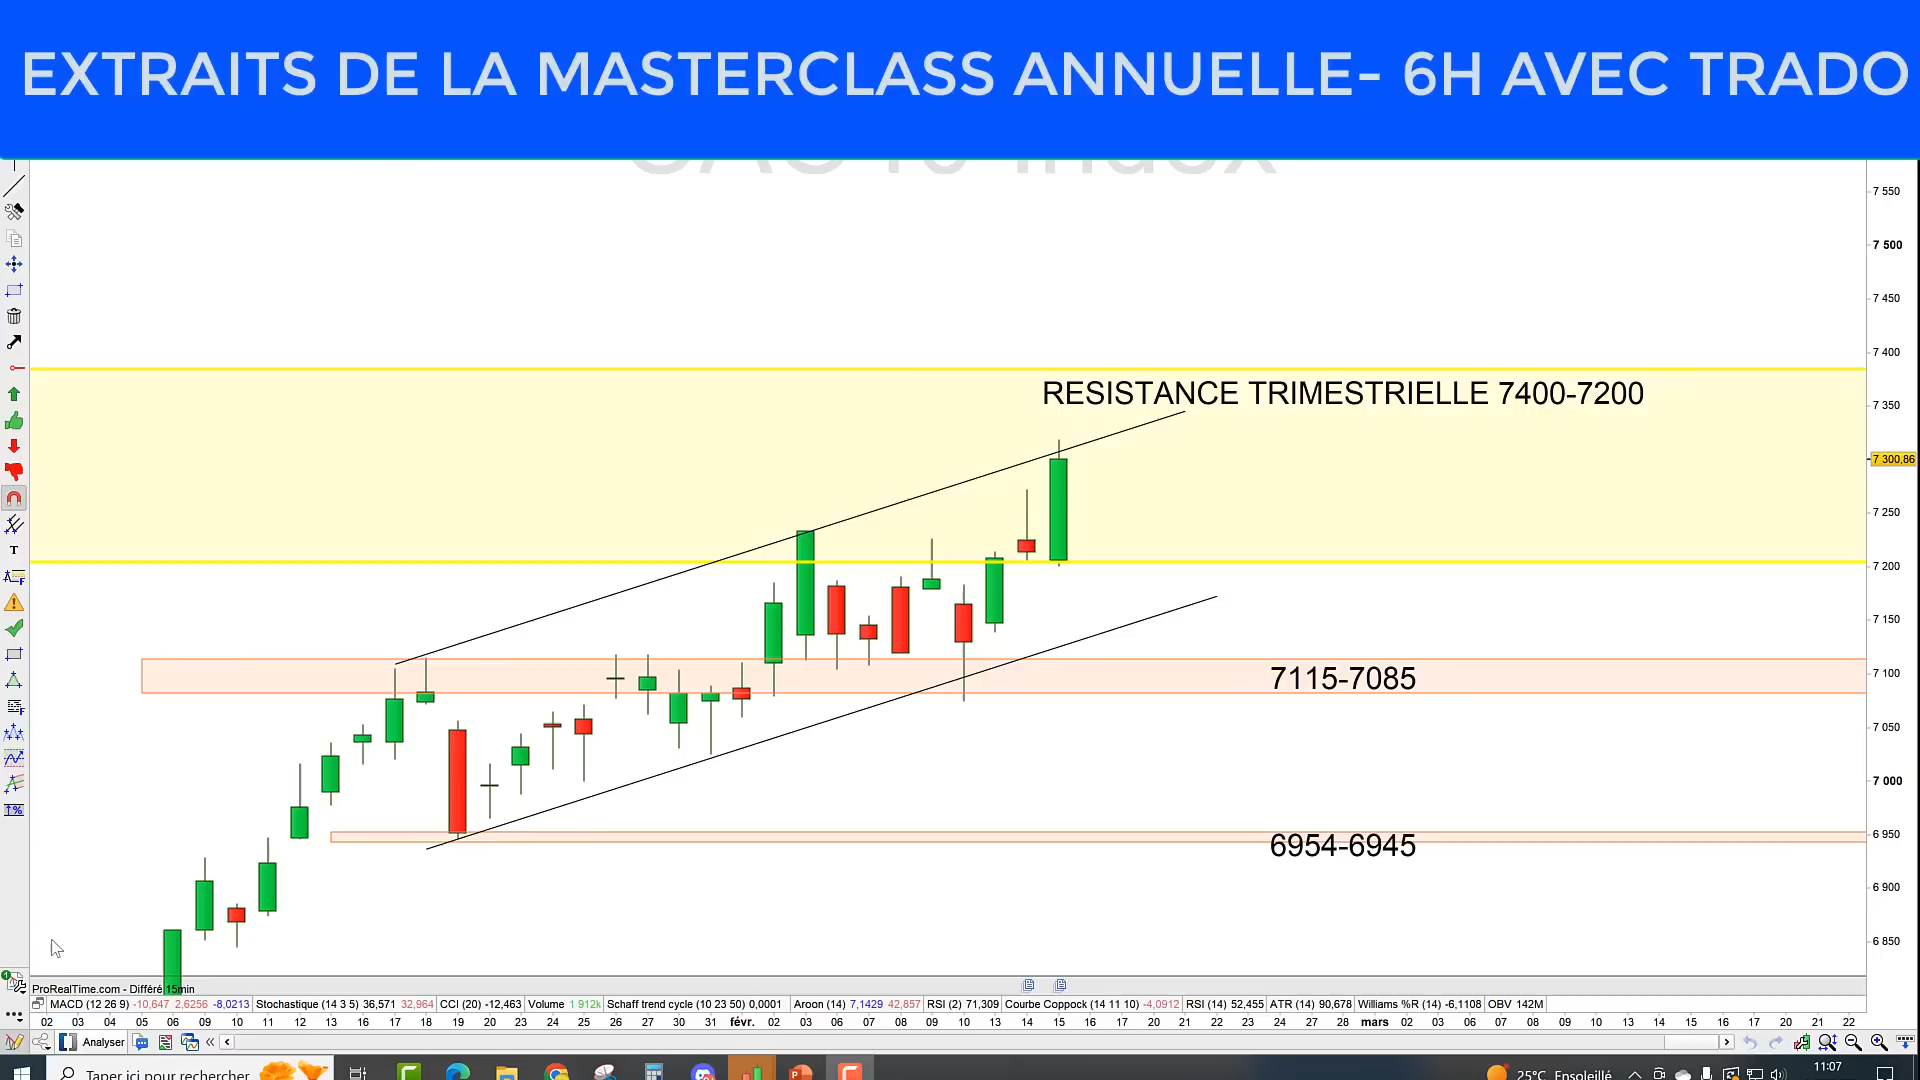 EXTRAITS DE LA MASTERCLASS ANNUELLE- 6H AVEC TRADO
CAC40 Index
7 550
7 500
7 450
7 400
RESISTANCE TRIMESTRIELLE 7400-7200
7 350
7 300,86
7 250
7 200
7 150
7115-7085
7 100
7 050
7 000
6 950
6954-6945
6 900
6 850
ProRealTime.com - Différé 15min
MACD (12 26 9) -10,647 2,6256 -8,0213 Stochastique (14 3 5) 36,571 32,964 CCI (20) -12,463 Volume 1 912k Schaff trend cycle (10 23 50) 0,0001 Aroon (14) 7,1429 42,857 RSI (2) 71,309 Courbe Coppock (14 11 10) -4,0912 RSI (14) 52,455 ATR (14) 90,678 Williams %R (14) -6,1108 OBV 142M
02 03 04 05 06 09 10 11 12 13 16 17 18 19 20 23 24 25 26 27 30 31 févr. 02 03 06 07 08 09 10 13 14 15 16 17 20 21 22 23 24 27 28 mars 02 03 06 07 08 09 10 13 14 15 16 17 20 21 22
Analyser
Taper ici pour rechercher
25°C Ensoleillé
11:07